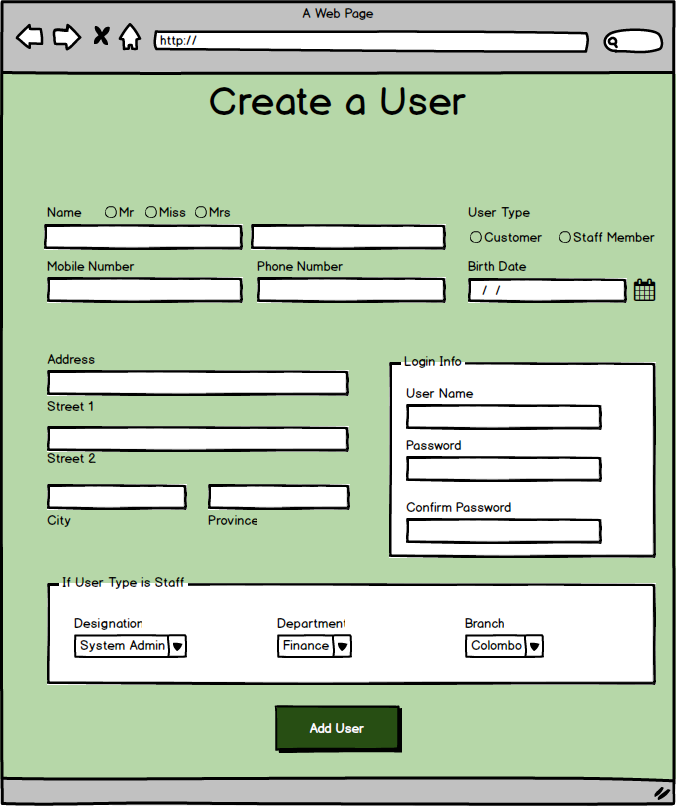 A Web Page
http://
Create a User
Name Mr Miss Mrs
User Type
Customer Staff Member
Mobile Number Phone Number Birth Date
/ /
Address
Login Info
User Name
Street 1
Password
Street 2
Confirm Password
City Province
If User Type is Staff
Designation Department Branch
System Admin Finance Colombo
Add User